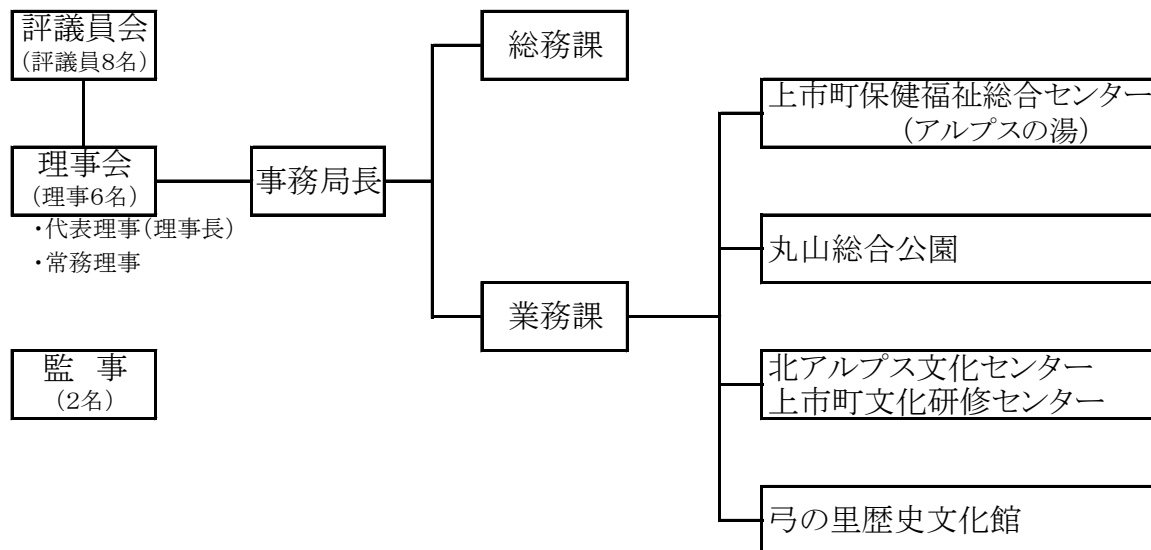 評議員会
(評議員8名)
理事会
(理事6名)
・代表理事(理事長)
・常務理事
監　事
(2名)
事務局長
総務課
業務課
上市町保健福祉総合センター
(アルプスの湯)
丸山総合公園
北アルプス文化センター
上市町文化研修センター
弓の里歴史文化館